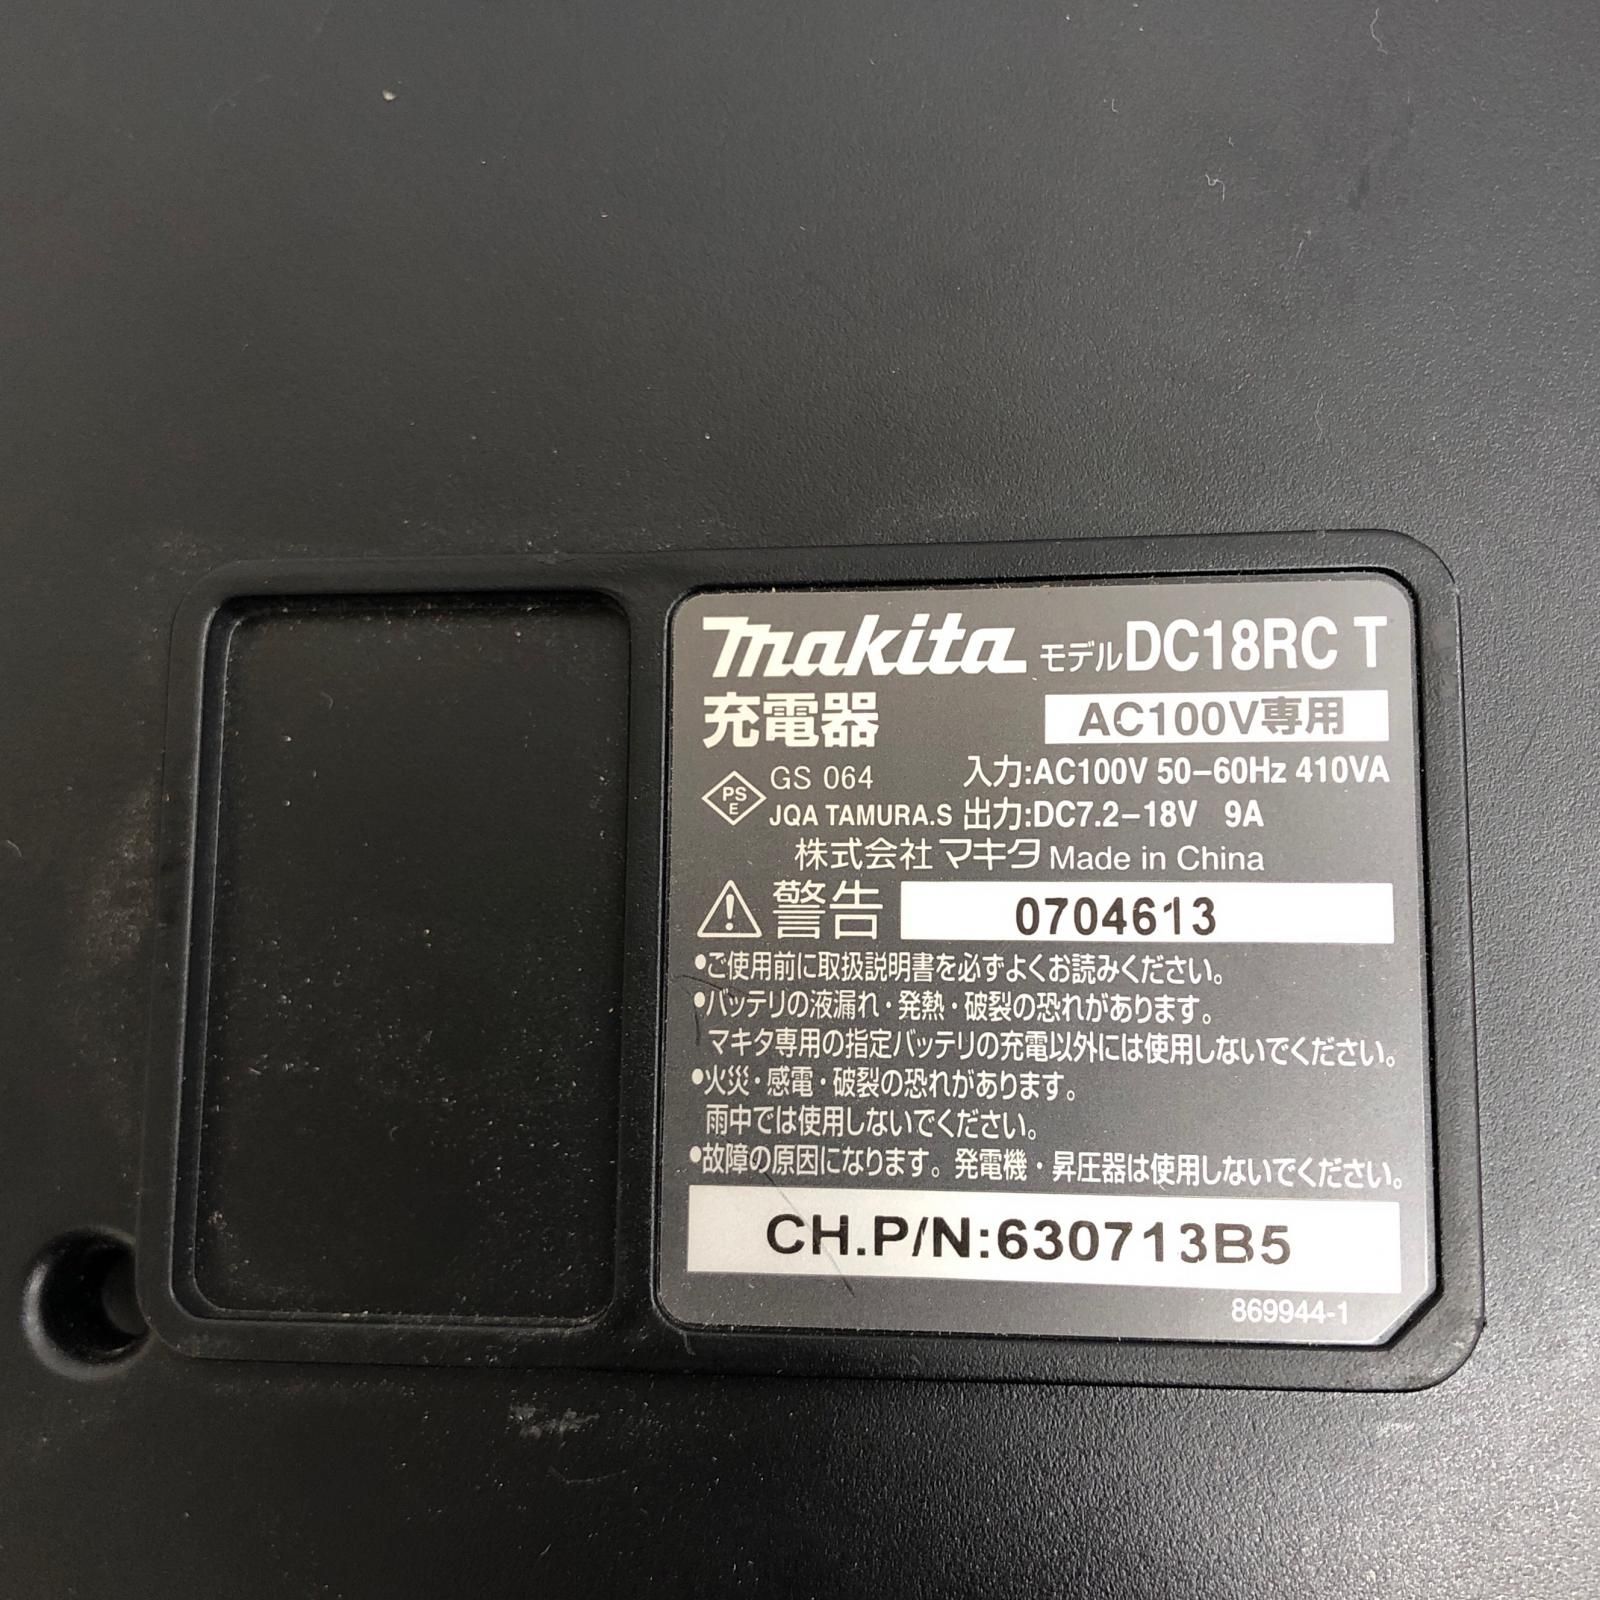 makita モデル DC18RC T
充電器 AC100V専用
PS E GS 064 入力:AC100V 50-60Hz 410VA
JQA TAMURA.S 出力:DC7.2-18V 9A
株式会社マキタ Made in China
警告 0704613
•ご使用前に取扱説明書を必ずよくお読みください。
•バッテリの液漏れ・発熱・破裂の恐れがあります。
マキタ専用の指定バッテリの充電以外には使用しないでください。
•火災・感電・破裂の恐れがあります。
雨中では使用しないでください。
•故障の原因になります。発電機・昇圧器は使用しないでください。
CH.P/N:630713B5
869944-1